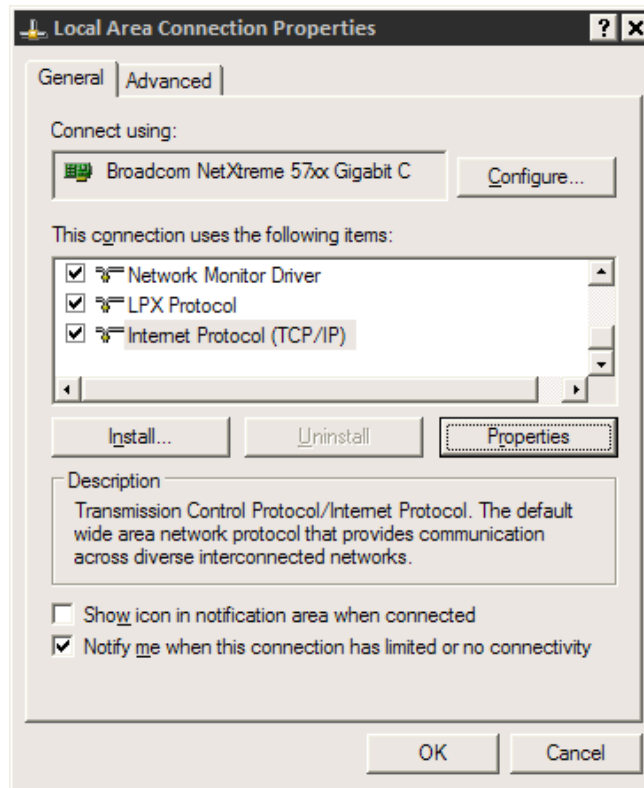 Local Area Connection Properties
General
Advanced
Connect using:
Broadcom NetXtreme 57xx Gigabit C
Configure...
This connection uses the following items:
Network Monitor Driver
LPX Protocol
Internet Protocol (TCP/IP)
Install...
Uninstall
Properties
Description
Transmission Control Protocol/Internet Protocol. The default
wide area network protocol that provides communication
across diverse interconnected networks.
Show icon in notification area when connected
Notify me when this connection has limited or no connectivity
OK
Cancel